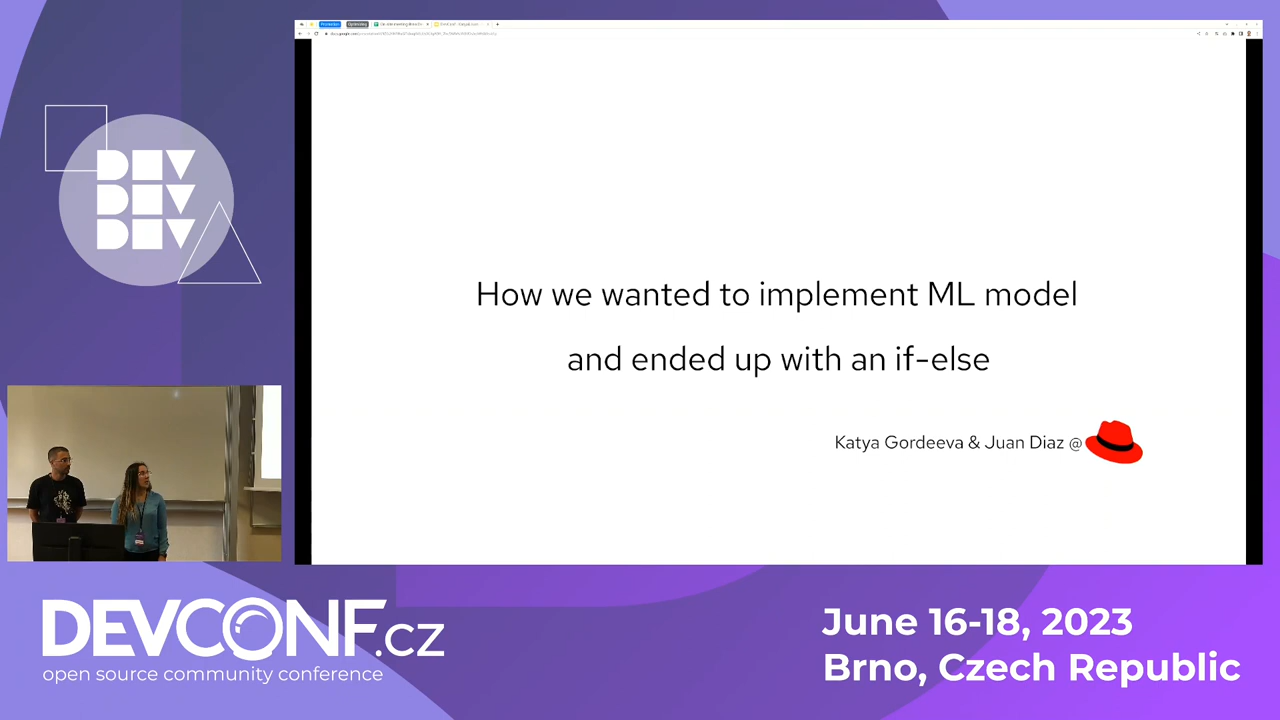 DEV
DEV
DEV
How we wanted to implement ML model
and ended up with an if-else
Katya Gordeeva & Juan Diaz @
DEVCONF.cz
open source community conference
June 16-18, 2023
Brno, Czech Republic